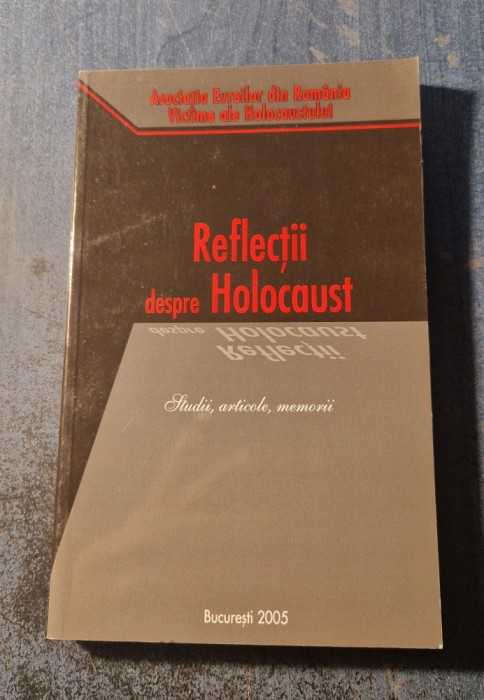 Asociația Evreilor din România
Victime ale Holocaustului
Reflecții
despre Holocaust
despre Holocaust
Reflecții
Studii, articole, memorii
București 2005